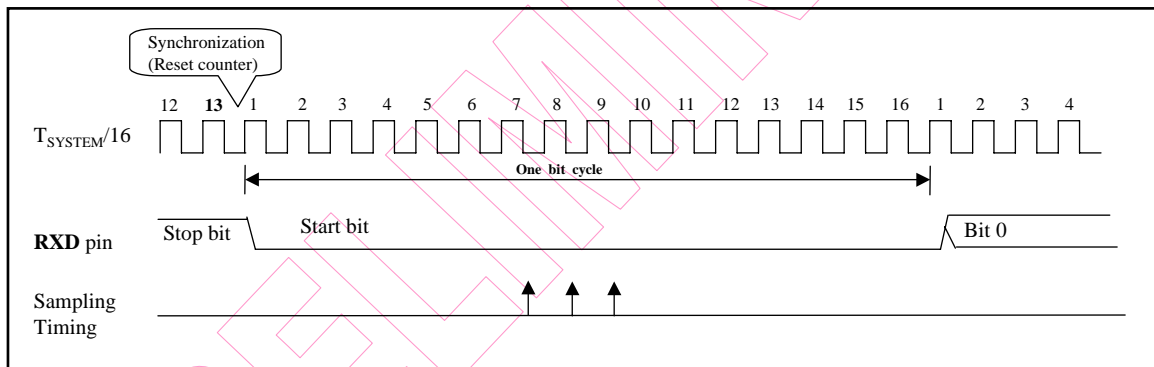 Synchronization
(Reset counter)
12 13 1 2 3 4 5 6 7 8 9 10 11 12 13 14 15 16 1 2 3 4
TSYSTEM/16
One bit cycle
RXD pin
Stop bit
Start bit
Bit 0
Sampling
Timing